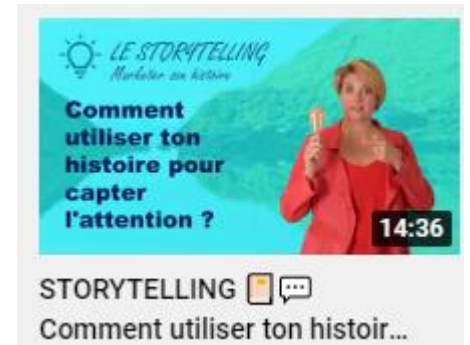 LE STORYTELLING
Marketer son histoire
Comment
utiliser ton
histoire pour
capter
l'attention ?
14:36
STORYTELLING 📔💬
Comment utiliser ton histoir...